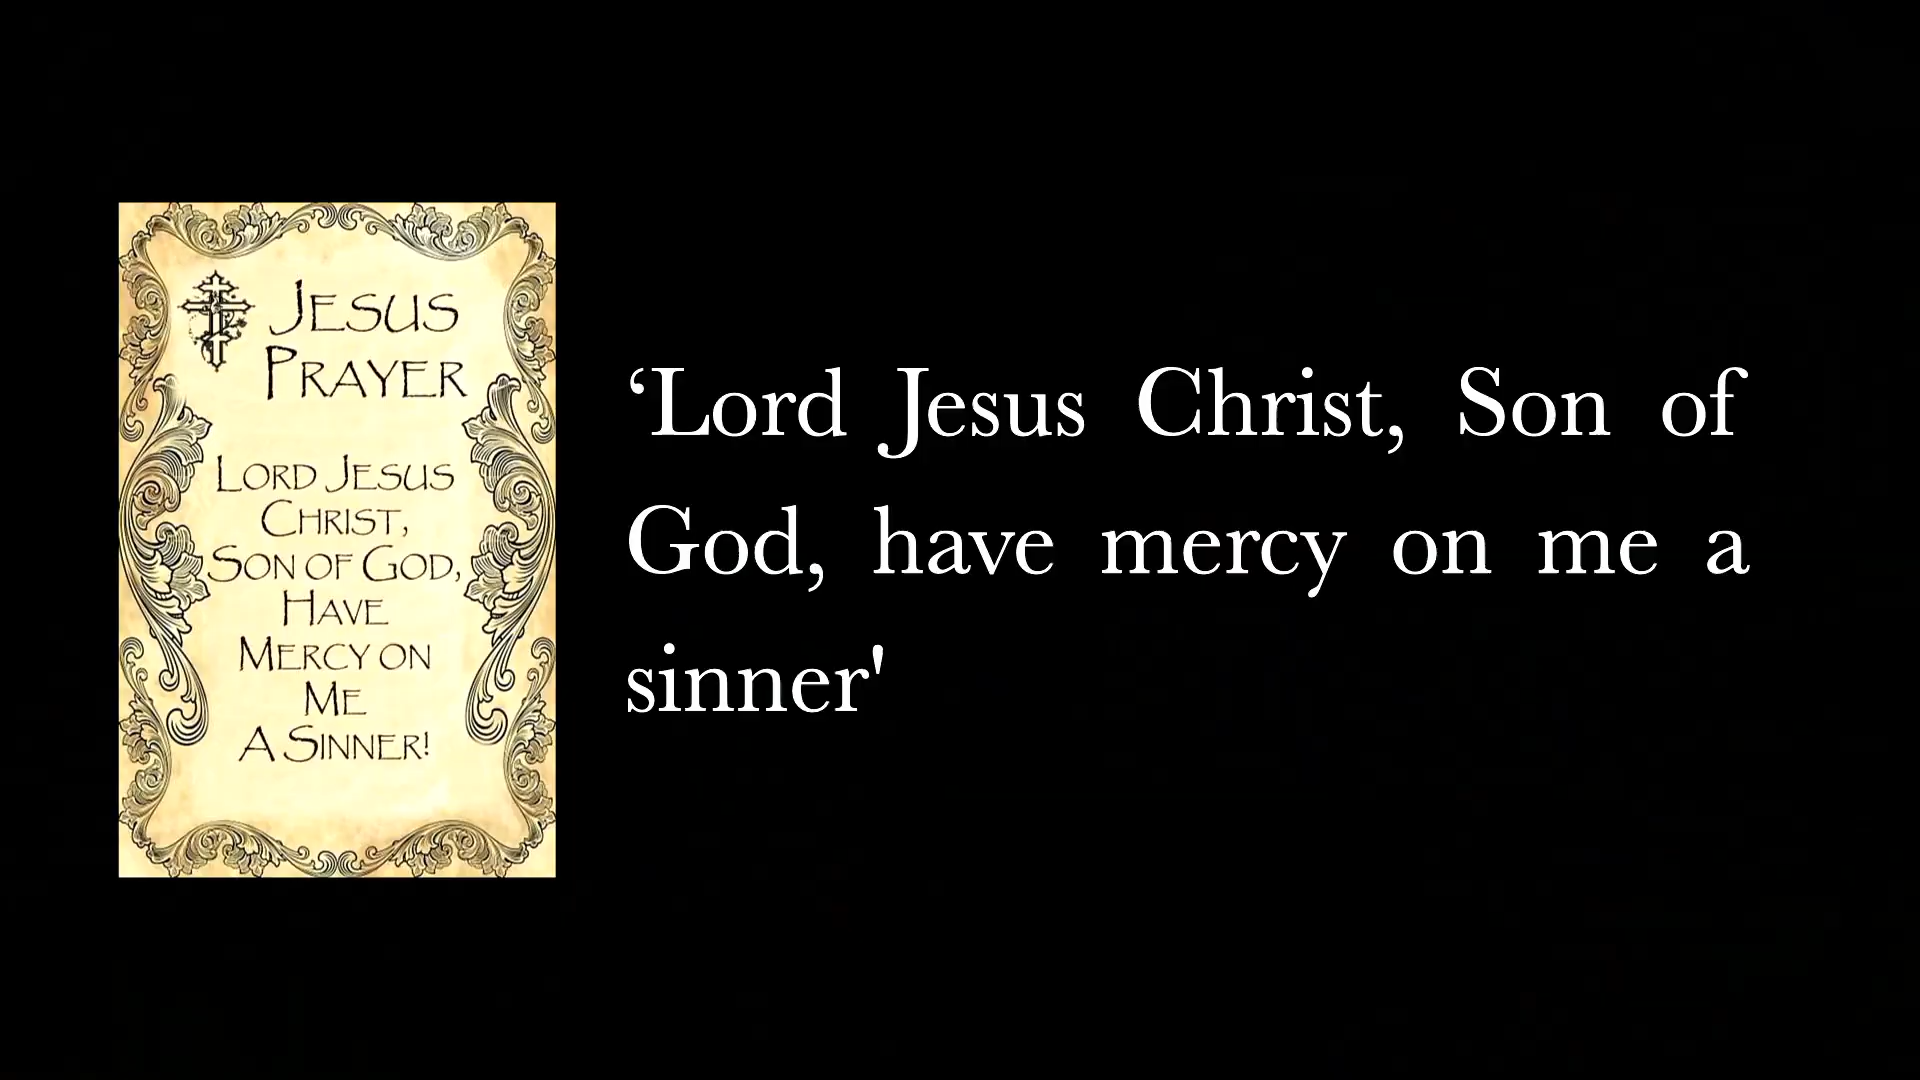 JESUS
PRAYER
LORD JESUS
CHRIST,
SON OF GOD,
HAVE
MERCY ON
ME
A SINNER!
‘Lord Jesus Christ, Son of
God, have mercy on me a
sinner'